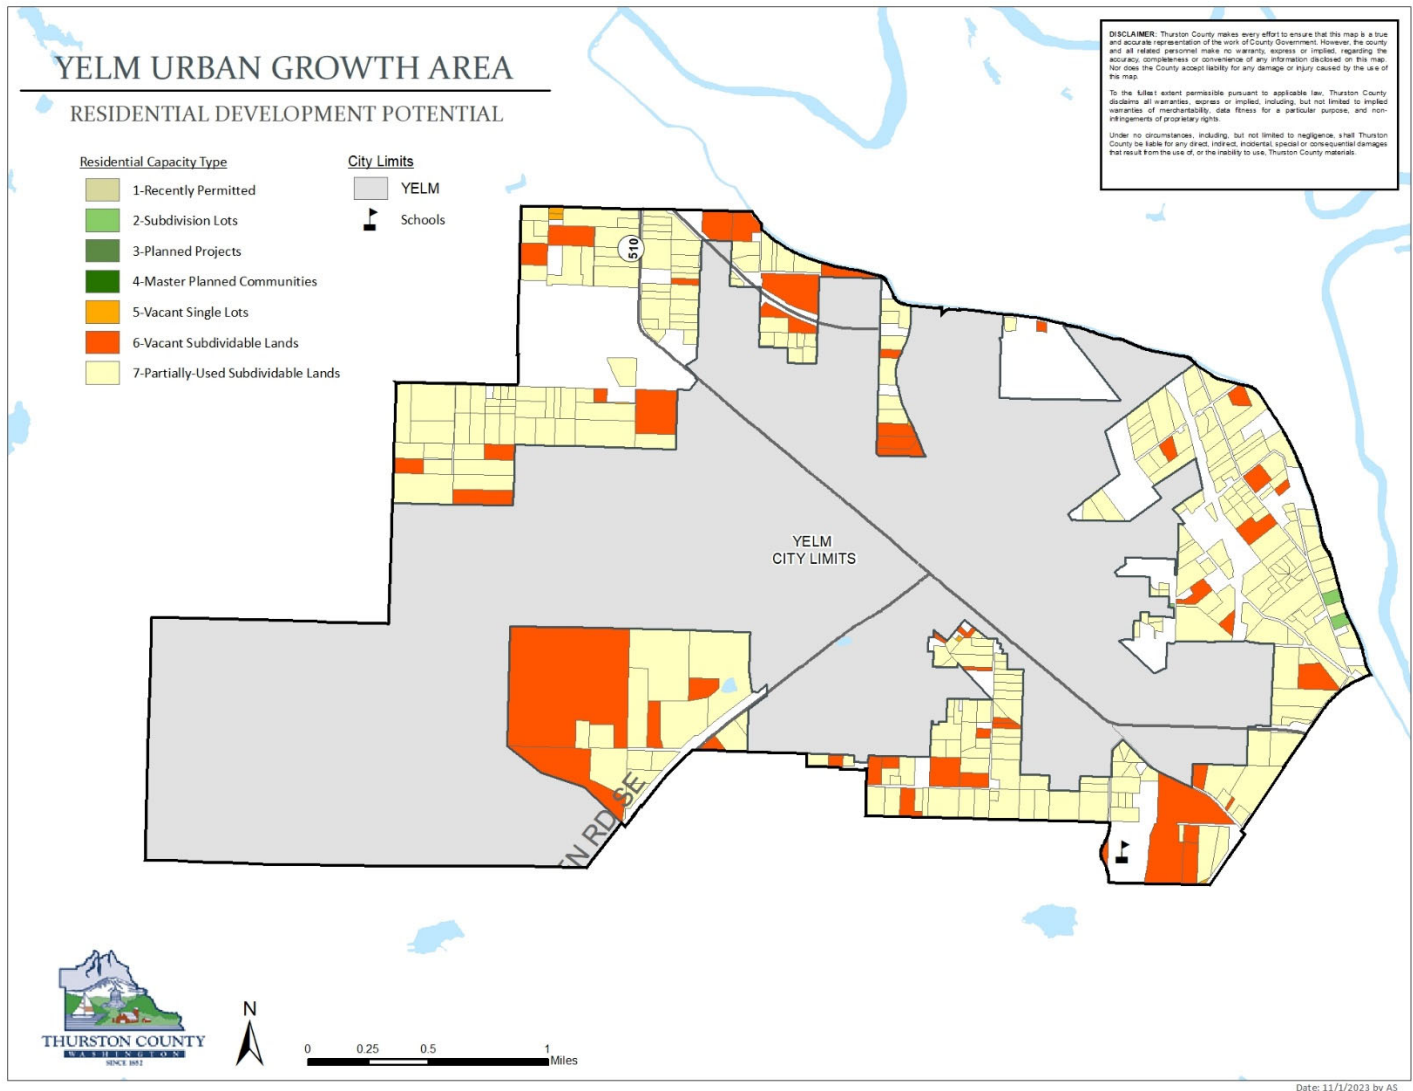 YELM URBAN GROWTH AREA
RESIDENTIAL DEVELOPMENT POTENTIAL
Residential Capacity Type
1-Recently Permitted
2-Subdivision Lots
3-Planned Projects
4-Master Planned Communities
5-Vacant Single Lots
6-Vacant Subdividable Lands
7-Partially-Used Subdividable Lands
City Limits
YELM
Schools
DISCLAIMER: Thurston County makes every effort to ensure that this map is a true
and accurate representation of the work of County Government. However, the county
and all related personnel make no warranty, express or implied, regarding the
accuracy, completeness or convenience of any information disclosed on this map.
Nor does the County accept liability for any damage or injury caused by the use of
this map.
To the fullest extent permissible pursuant to applicable law, Thurston County
disclaims all warranties, express or implied, including, but not limited to implied
warranties of merchantability, data fitness for a particular purpose, and non-
infringements of proprietary rights.
Under no circumstances, including, but not limited to negligence, shall Thurston
County be liable for any direct, indirect, incidental, special or consequential damages
that result from the use of, or the inability to use, Thurston County materials.
510
YELM
CITY LIMITS
EN RD SE
THURSTON COUNTY
WASHINGTON
SINCE 1852
N
0 0.25 0.5 1
Miles
Date: 11/1/2023 by AS